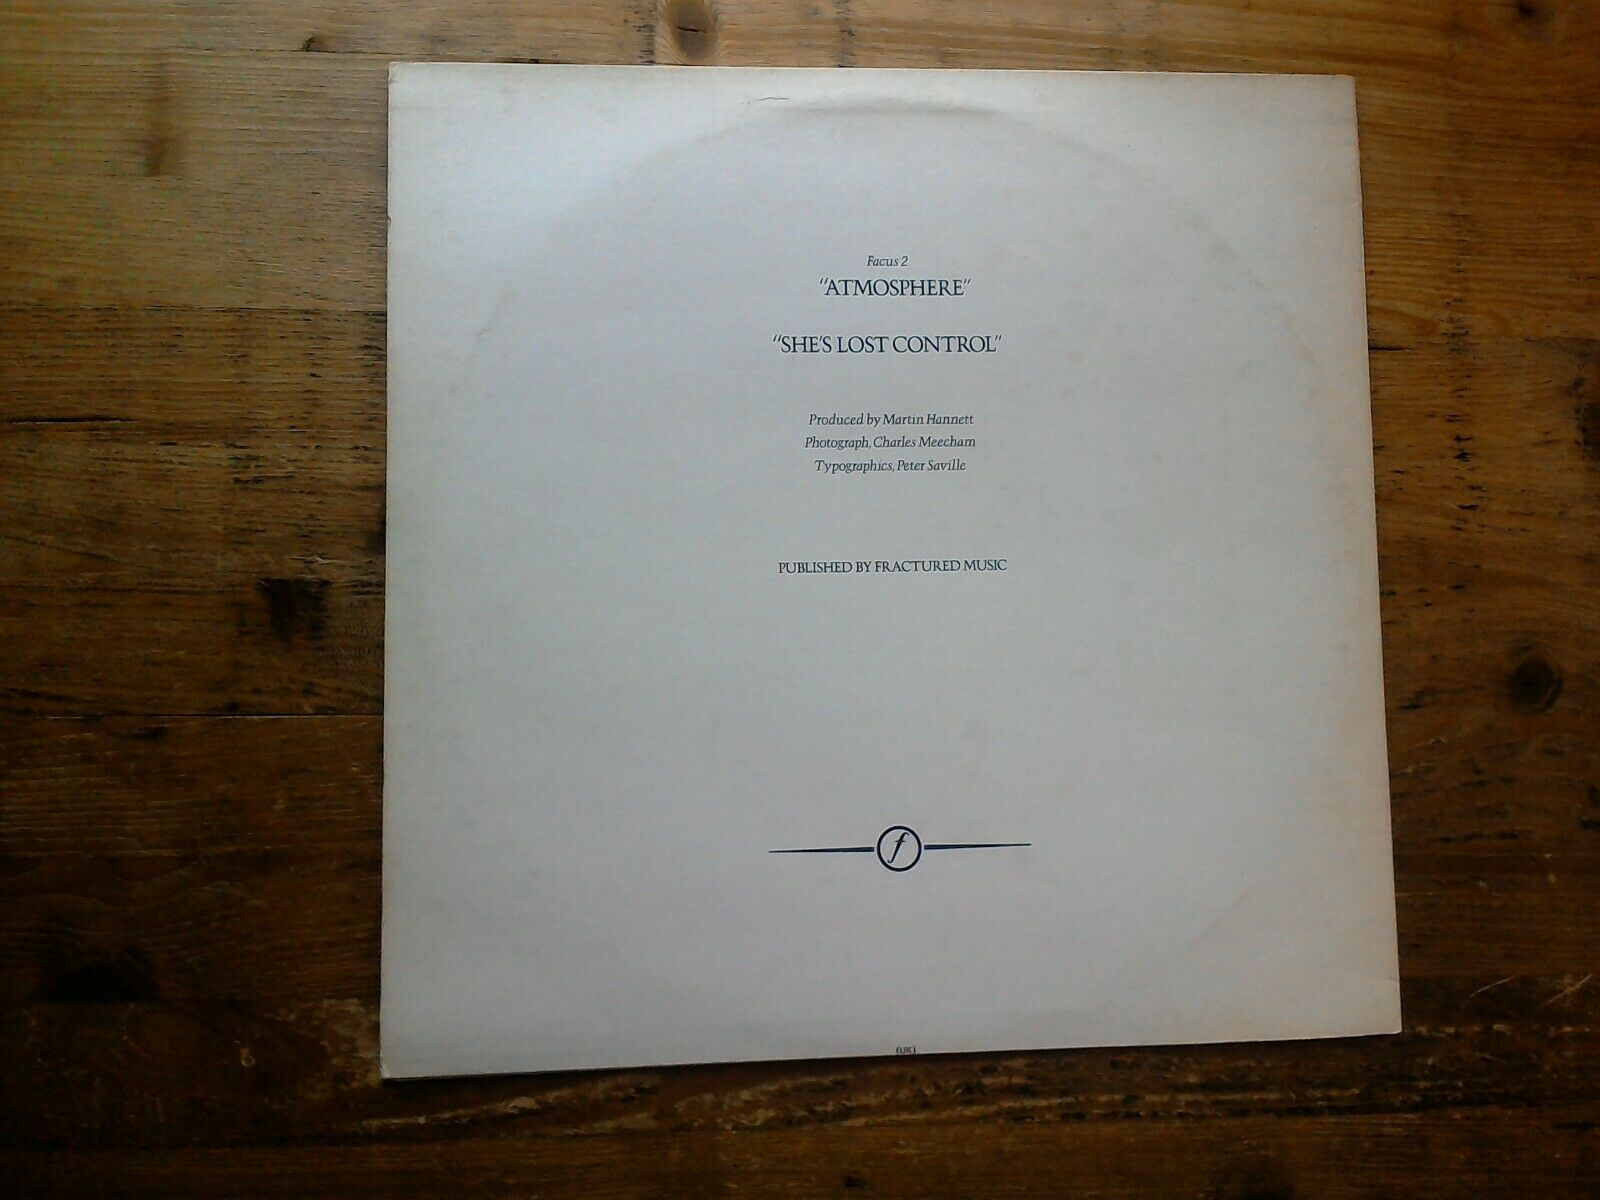 Facus 2
"ATMOSPHERE"
"SHE'S LOST CONTROL"
Produced by Martin Hannett
Photograph, Charles Meecham
Typographics, Peter Saville
PUBLISHED BY FRACTURED MUSIC
f